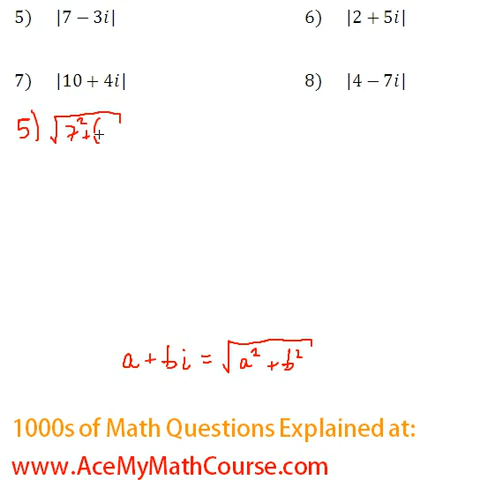 5) |7 − 3i| 6) |2 + 5i|
7) |10 + 4i| 8) |4 − 7i|
5) √7²+(
a + bi = √a² + b²
1000s of Math Questions Explained at:
www.AceMyMathCourse.com